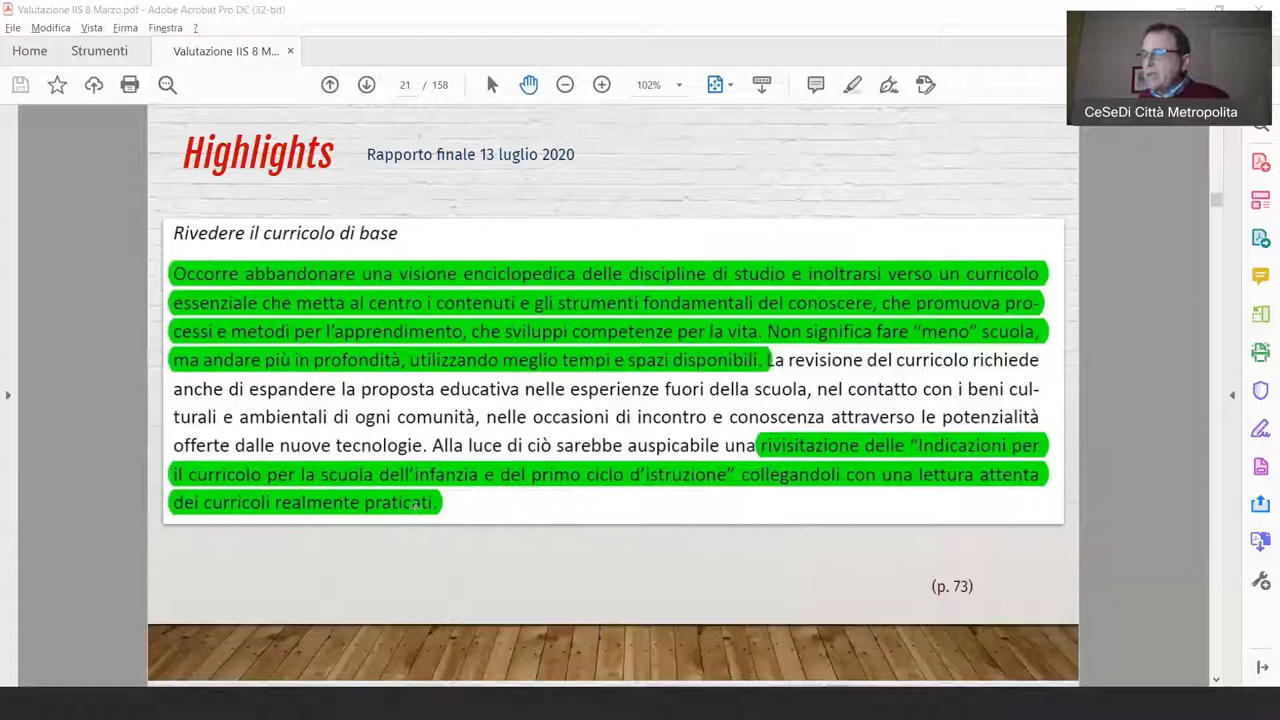 Valutazione IIS 8 Marzo.pdf - Adobe Acrobat Pro DC (32-bit)
File Modifica Vista Firma Finestra ?
Home Strumenti Valutazione IIS 8 M... ×
21 / 158 102%
CeSeDi Città Metropolita
Highlights Rapporto finale 13 luglio 2020
Rivedere il curricolo di base
Occorre abbandonare una visione enciclopedica delle discipline di studio e inoltrarsi verso un curricolo
essenziale che metta al centro i contenuti e gli strumenti fondamentali del conoscere, che promuova pro-
cessi e metodi per l'apprendimento, che sviluppi competenze per la vita. Non significa fare “meno” scuola,
ma andare più in profondità, utilizzando meglio tempi e spazi disponibili. La revisione del curricolo richiede
anche di espandere la proposta educativa nelle esperienze fuori della scuola, nel contatto con i beni cul-
turali e ambientali di ogni comunità, nelle occasioni di incontro e conoscenza attraverso le potenzialità
offerte dalle nuove tecnologie. Alla luce di ciò sarebbe auspicabile una rivisitazione delle “Indicazioni per
il curricolo per la scuola dell'infanzia e del primo ciclo d'istruzione” collegandoli con una lettura attenta
dei curricoli realmente praticati.
(p. 73)